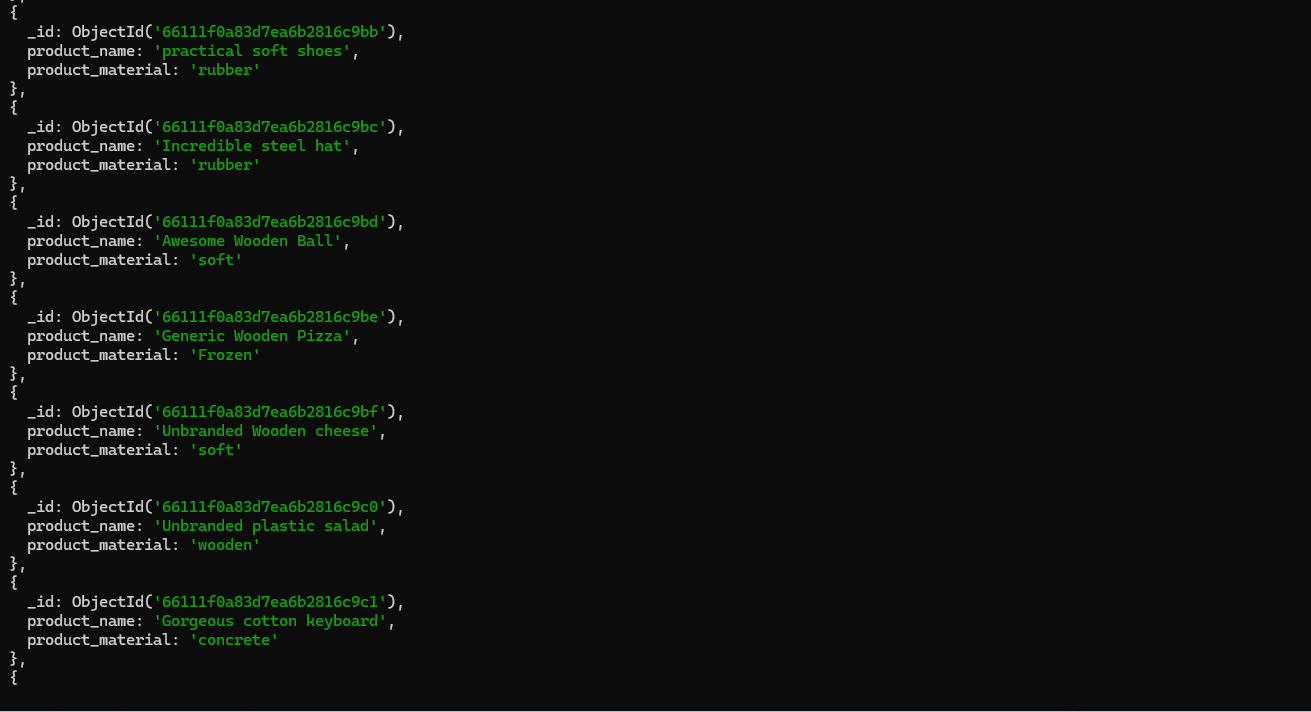 },
{
  _id: ObjectId('66111f0a83d7ea6b2816c9bb'),
  product_name: 'practical soft shoes',
  product_material: 'rubber'
},
{
  _id: ObjectId('66111f0a83d7ea6b2816c9bc'),
  product_name: 'Incredible steel hat',
  product_material: 'rubber'
},
{
  _id: ObjectId('66111f0a83d7ea6b2816c9bd'),
  product_name: 'Awesome Wooden Ball',
  product_material: 'soft'
},
{
  _id: ObjectId('66111f0a83d7ea6b2816c9be'),
  product_name: 'Generic Wooden Pizza',
  product_material: 'Frozen'
},
{
  _id: ObjectId('66111f0a83d7ea6b2816c9bf'),
  product_name: 'Unbranded Wooden cheese',
  product_material: 'soft'
},
{
  _id: ObjectId('66111f0a83d7ea6b2816c9c0'),
  product_name: 'Unbranded plastic salad',
  product_material: 'wooden'
},
{
  _id: ObjectId('66111f0a83d7ea6b2816c9c1'),
  product_name: 'Gorgeous cotton keyboard',
  product_material: 'concrete'
},
{